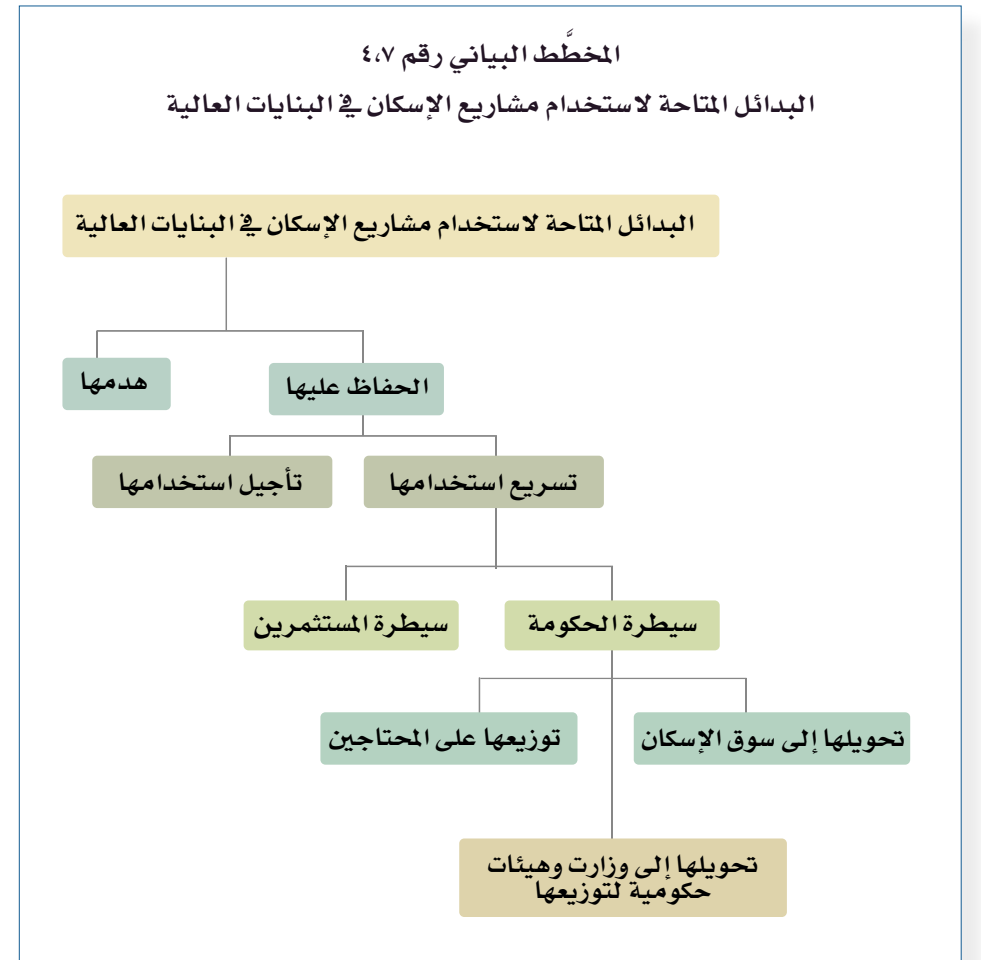 المخطَّط البياني رقم ٤،٧
البدائل المتاحة لاستخدام مشاريع الإسكان في البنايات العالية
البدائل المتاحة لاستخدام مشاريع الإسكان في البنايات العالية
الحفاظ عليها
هدمها
تسريع استخدامها
تأجيل استخدامها
سيطرة الحكومة
سيطرة المستثمرين
تحويلها إلى سوق الإسكان
توزيعها على المحتاجين
تحويلها إلى وزارت وهيئات
حكومية لتوزيعها